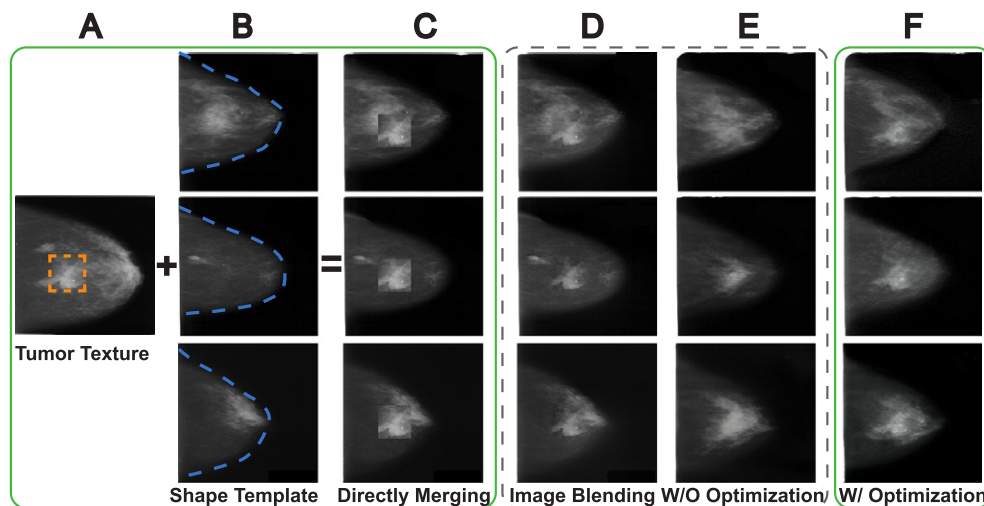 A B C D E F
+ =
Tumor Texture
Shape Template Directly Merging Image Blending W/O Optimization W/ Optimization